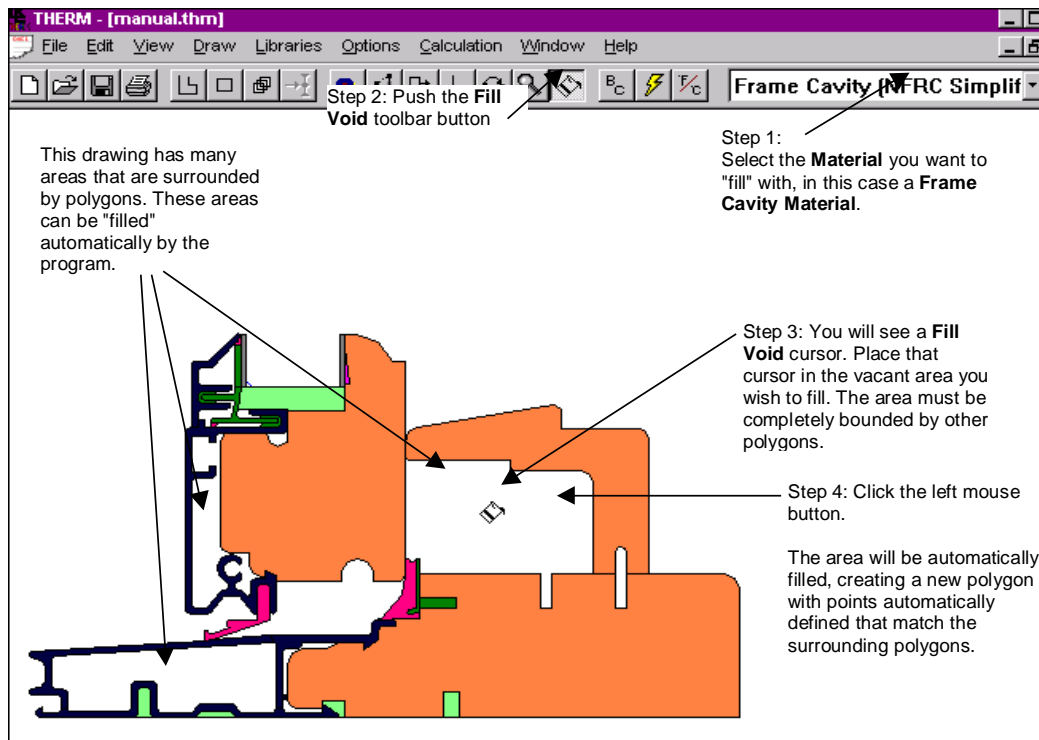 THERM - [manual.thm]
File Edit View Draw Libraries Options Calculation Window Help
BC °F/°C Frame Cavity (NFRC Simplif
Step 2: Push the Fill
Void toolbar button
Step 1:
Select the Material you want to
"fill" with, in this case a Frame
Cavity Material.
This drawing has many
areas that are surrounded
by polygons. These areas
can be "filled"
automatically by the
program.
Step 3: You will see a Fill
Void cursor. Place that
cursor in the vacant area you
wish to fill. The area must be
completely bounded by other
polygons.
Step 4: Click the left mouse
button.
The area will be automatically
filled, creating a new polygon
with points automatically
defined that match the
surrounding polygons.